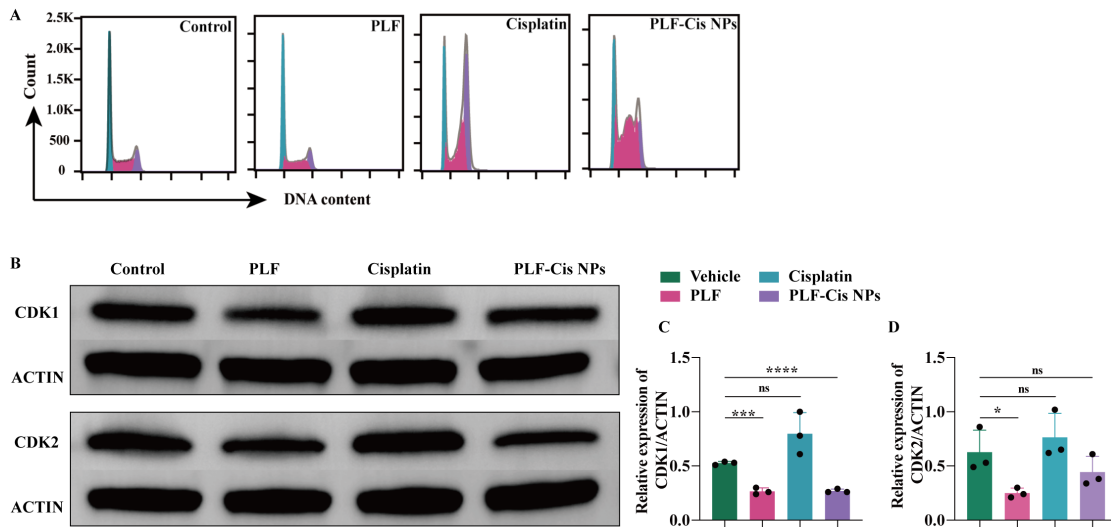 A
Control
PLF
Cisplatin
PLF-Cis NPs
Count
2.5K
2.0K
1.5K
1.0K
500
0
DNA content
B
Control
PLF
Cisplatin
PLF-Cis NPs
CDK1
ACTIN
CDK2
ACTIN
Vehicle
Cisplatin
PLF
PLF-Cis NPs
C
Relative expression of
CDK1/ACTIN
1.5
1.0
0.5
0.0
****
ns
***
D
Relative expression of
CDK2/ACTIN
1.5
1.0
0.5
0.0
ns
ns
*